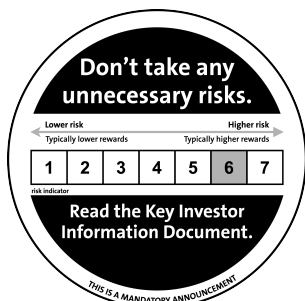 Don't take any
unnecessary risks.
Lower risk Higher risk
Typically lower rewards Typically higher rewards
1 2 3 4 5 6 7
risk indicator
Read the Key Investor
Information Document.
THIS IS A MANDATORY ANNOUNCEMENT